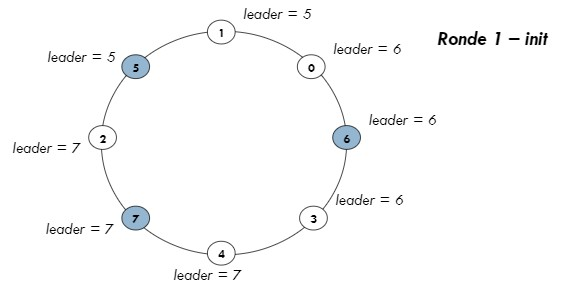 Ronde 1 – init
leader = 5
1
leader = 6
0
leader = 5
5
leader = 6
6
leader = 7
2
leader = 6
3
leader = 7
7
4
leader = 7